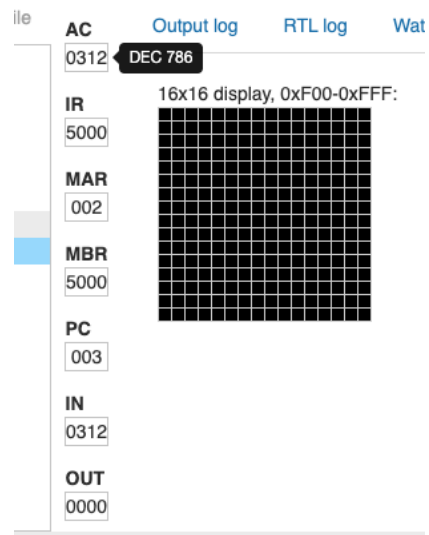 ile
AC
Output log
RTL log
Wat
0312
DEC 786
16x16 display, 0xF00-0xFFF:
IR
5000
MAR
002
MBR
5000
PC
003
IN
0312
OUT
0000